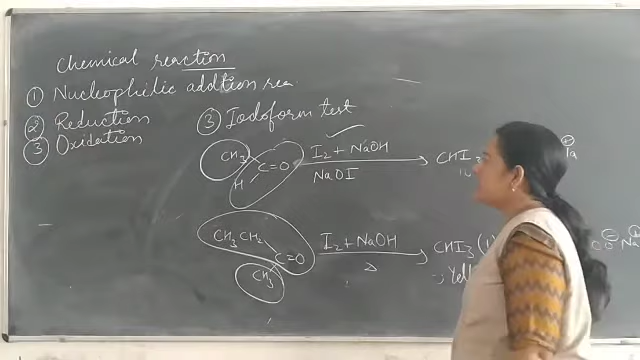 Chemical reaction
① Nucleophilic addtion rea
② Reduction
③ Oxidation
③ Iodoform test
CH3
C=O
H
I2 + NaOH
NaOI
CHI3
CH3CH2
C=O
CH3
I2+NaOH
Δ
CHI3
Yell